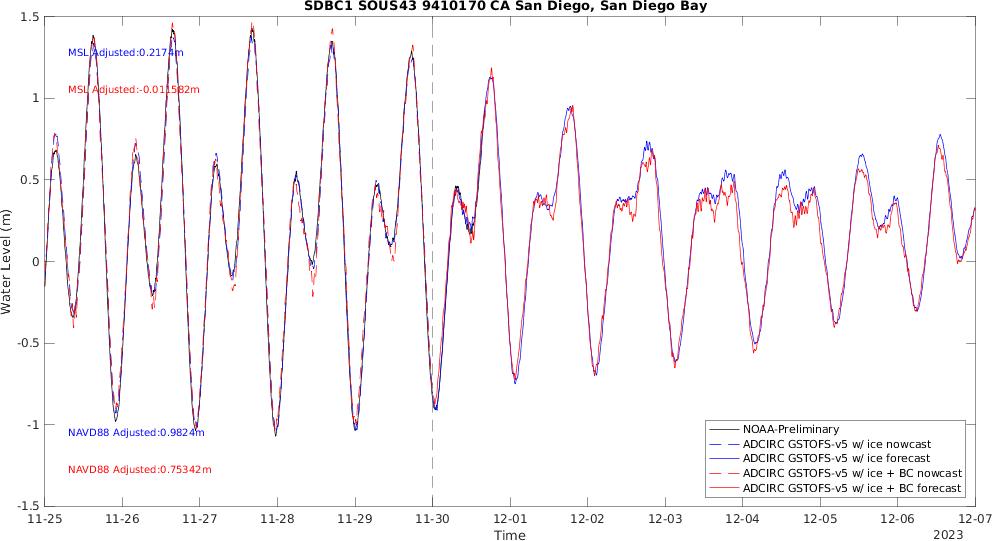 SDBC1 SOUS43 9410170 CA San Diego, San Diego Bay
1.5
MSL Adjusted:0.2174m
1
MSL Adjusted:-0.011582m
0.5
0
-0.5
-1
-1.5
Water Level (m)
NAVD88 Adjusted:0.9824m
NAVD88 Adjusted:0.75342m
NOAA-Preliminary
ADCIRC GSTOFS-v5 w/ ice nowcast
ADCIRC GSTOFS-v5 w/ ice forecast
ADCIRC GSTOFS-v5 w/ ice + BC nowcast
ADCIRC GSTOFS-v5 w/ ice + BC forecast
11-25 11-26 11-27 11-28 11-29 11-30 12-01 12-02 12-03 12-04 12-05 12-06 12-07
Time
2023